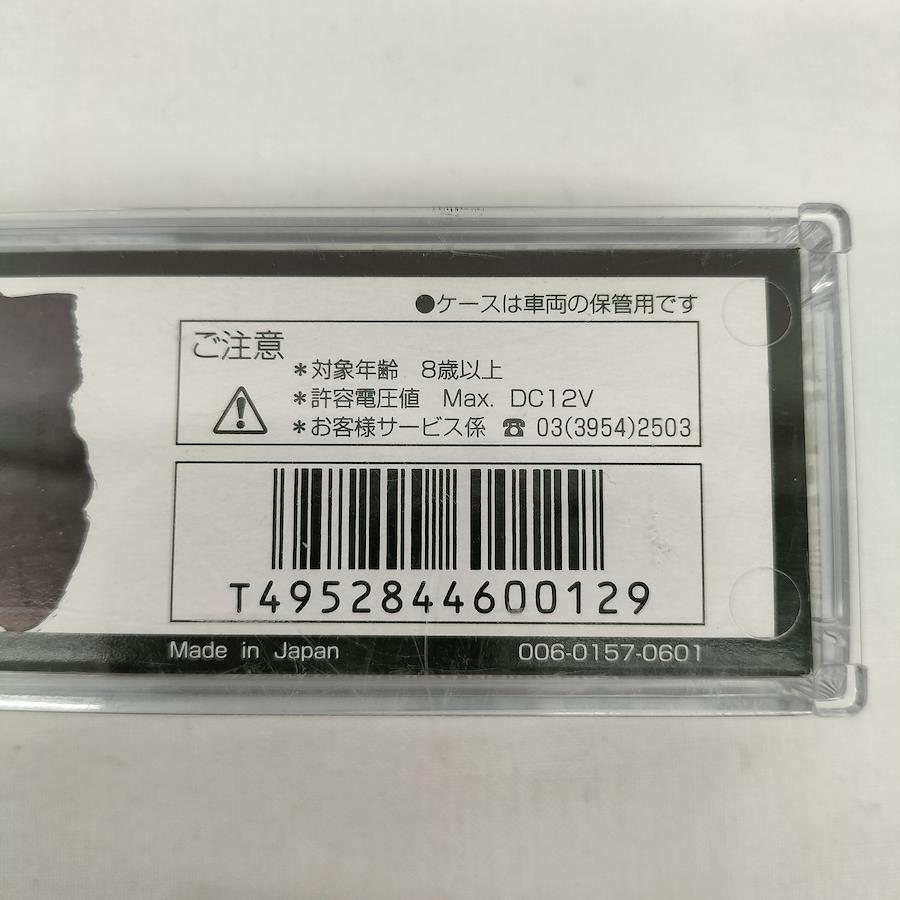 ●ケースは車両の保管用です
ご注意
＊対象年齢　8歳以上
＊許容電圧値　Max. DC12V
＊お客様サービス係 ☎ 03(3954)2503
T4952844600129
Made in Japan
006-0157-0601